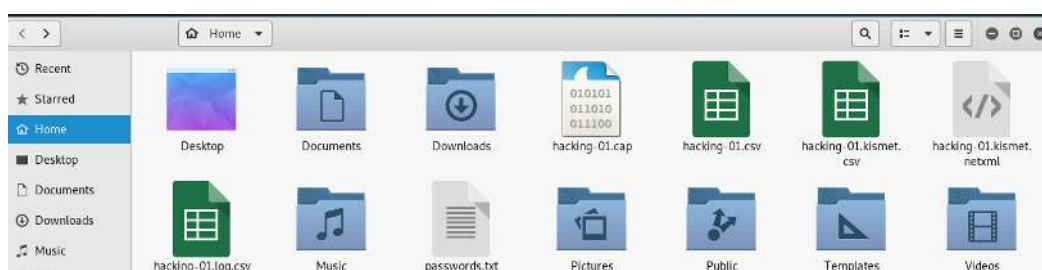 Home
Recent
Starred
Home
Desktop
Documents
Downloads
Music
Desktop
Documents
Downloads
010101
011010
011100
hacking-01.cap
hacking-01.csv
hacking-01.kismet.
csv
</>
hacking-01.kismet.
netxml
hacking-01.log.csv
Music
passwords.txt
Pictures
Public
Templates
Videos